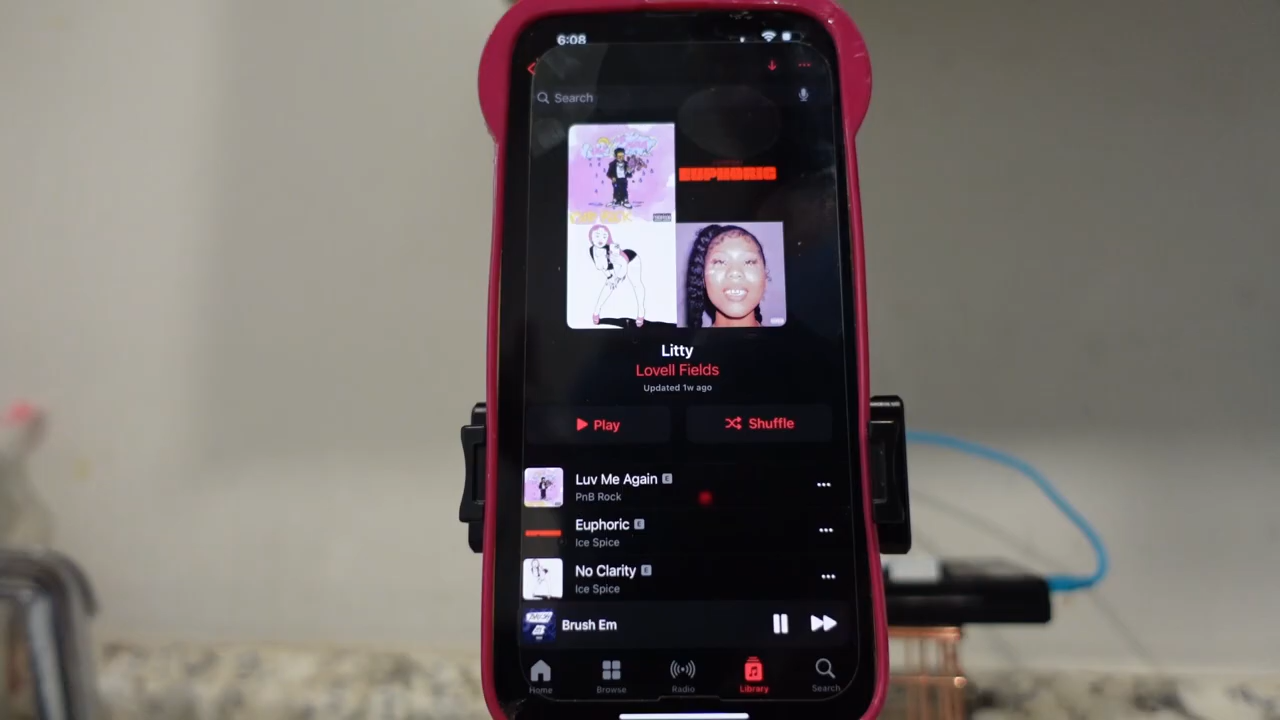 6:08
Search
EUPHORIC
Litty
Lovell Fields
Updated 1w ago
Play
Shuffle
Luv Me Again E
PnB Rock
Euphoric E
Ice Spice
No Clarity E
Ice Spice
Brush Em
Home
Browse
Radio
Library
Search